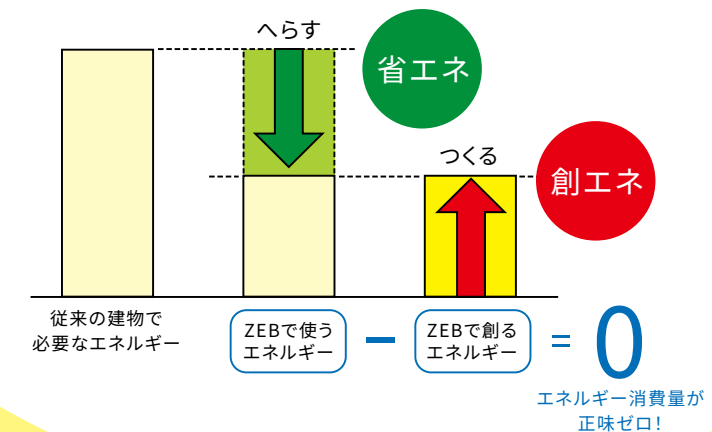 へらす
省エネ
つくる
創エネ
従来の建物で
必要なエネルギー
ZEBで使う
エネルギー
−
ZEBで創る
エネルギー
=
0
エネルギー消費量が
正味ゼロ!